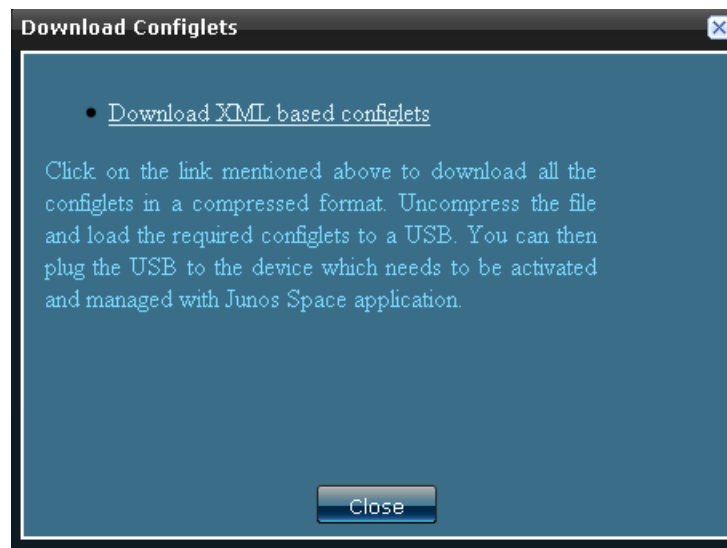 Download Configlets
Download XML based configlets
Click on the link mentioned above to download all the
configlets in a compressed format. Uncompress the file
and load the required configlets to a USB. You can then
plug the USB to the device which needs to be activated
and managed with Junos Space application.
Close